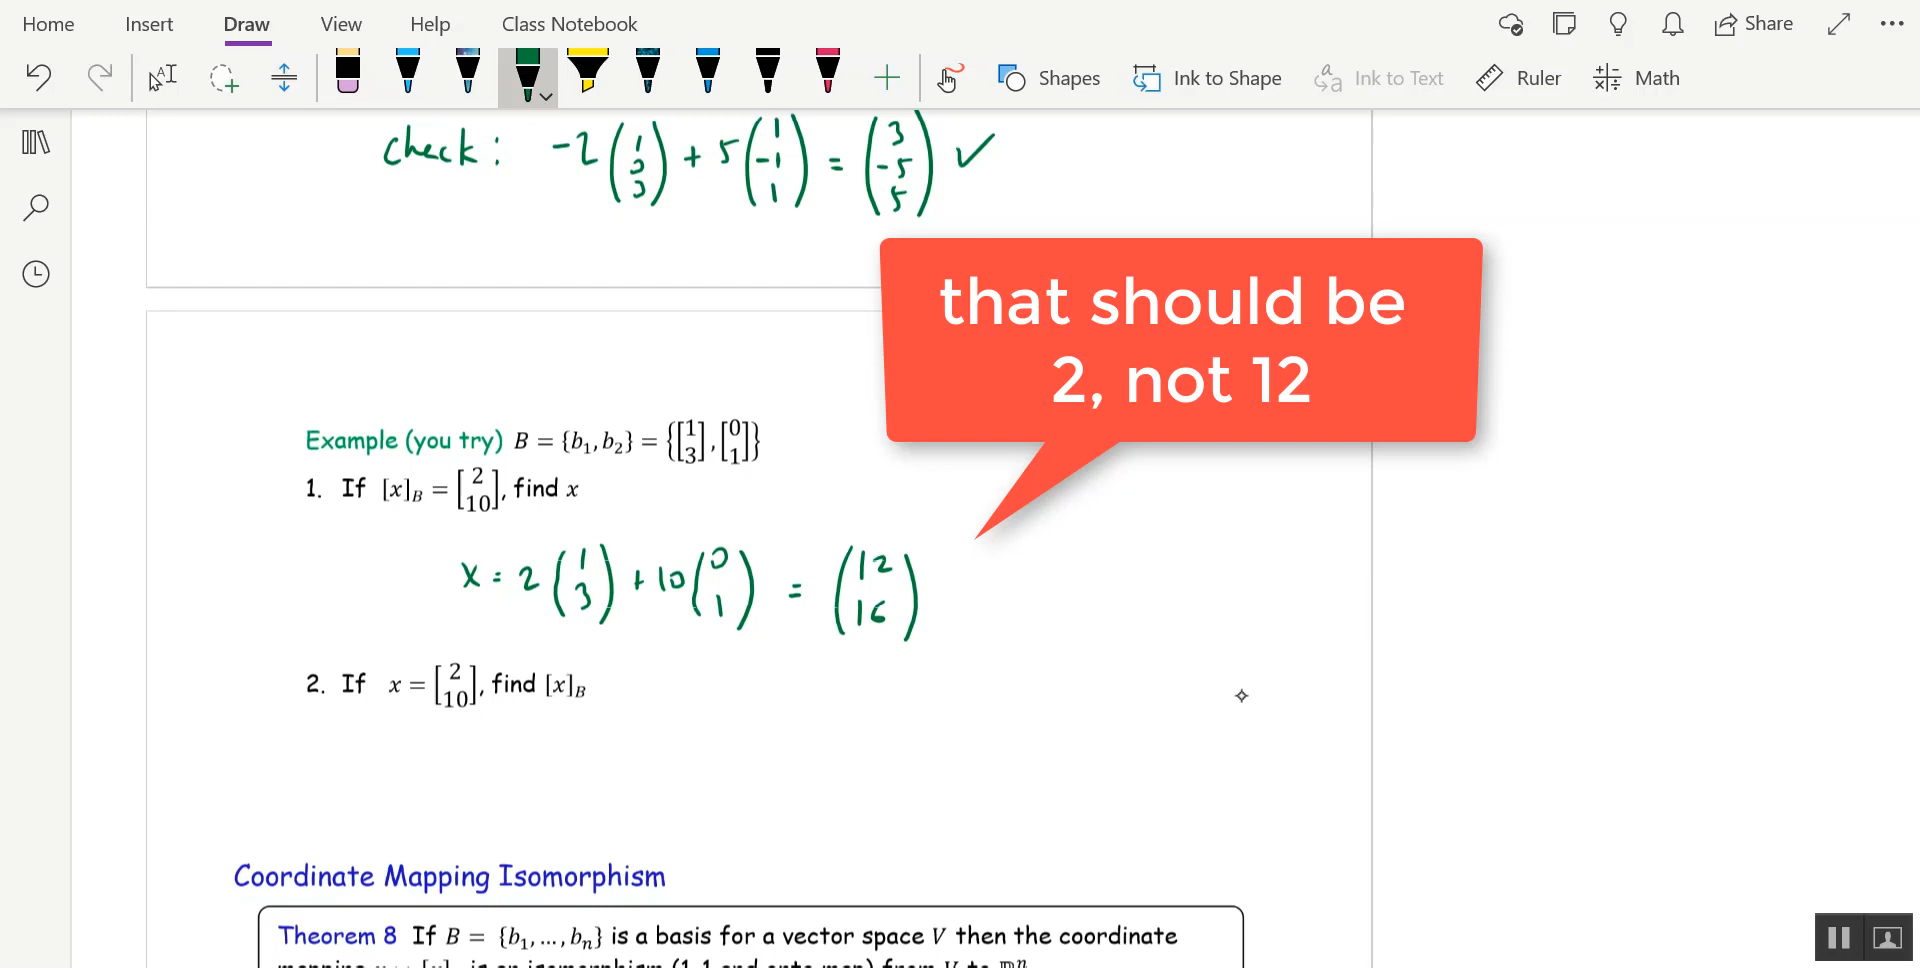 Home Insert Draw View Help Class Notebook Share
Shapes Ink to Shape Ink to Text Ruler Math
check: -2 (1 0 0) + 5 (1 -1 1) = (3 -5 5) ✓
that should be
2, not 12
Example (you try) B = {b₁, b₂} = {[1 3], [0 1]}
1. If [x]_B = [2 10], find x
x = 2 (1 3) + 10 (0 1) = (12 16)
2. If x = [2 10], find [x]_B
Coordinate Mapping Isomorphism
Theorem 8 If B = {b₁, ..., bₙ} is a basis for a vector space V then the coordinate